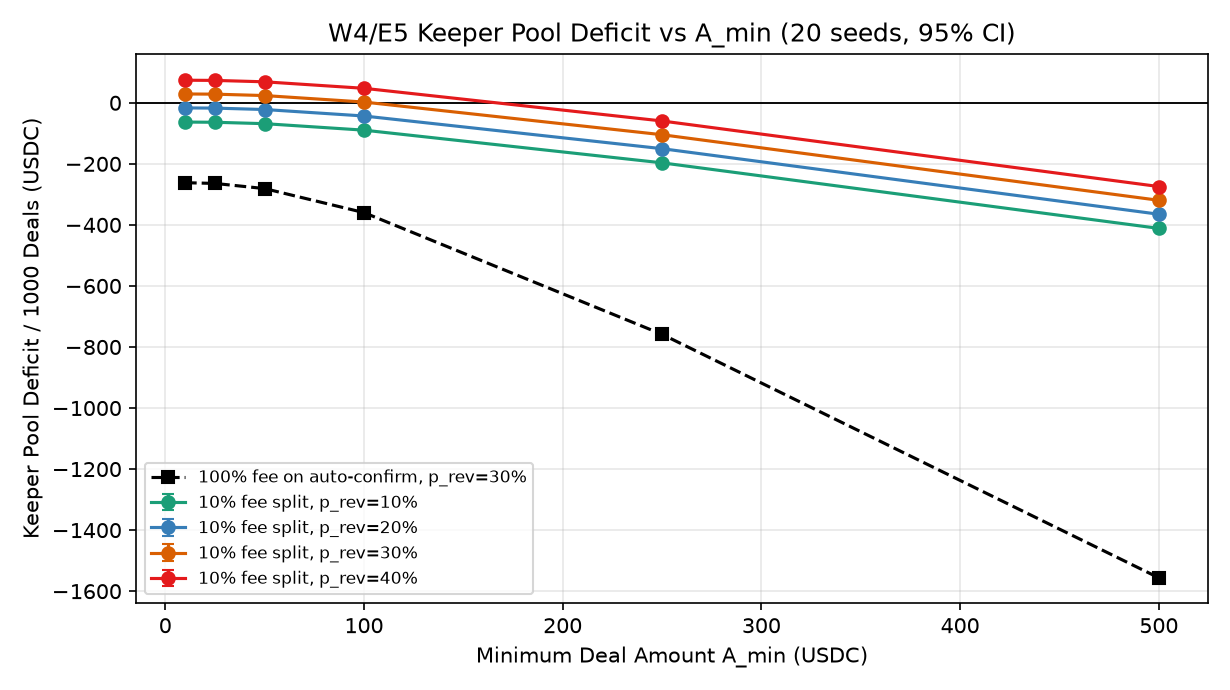 W4/E5 Keeper Pool Deficit vs A_min (20 seeds, 95% CI)
Keeper Pool Deficit / 1000 Deals (USDC)
0
−200
−400
−600
−800
−1000
−1200
−1400
−1600
100% fee on auto-confirm, p_rev=30%
10% fee split, p_rev=10%
10% fee split, p_rev=20%
10% fee split, p_rev=30%
10% fee split, p_rev=40%
0 100 200 300 400 500
Minimum Deal Amount A_min (USDC)